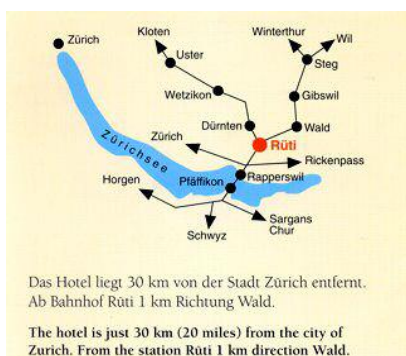 Zürich
Kloten
Winterthur
Wil
Uster
Steg
Wetzikon
Gibswil
Dürnten
Wald
Rüti
Zürich
Zürichsee
Rickenpass
Horgen
Pfäffikon
Rapperswil
Sargans
Chur
Schwyz
Das Hotel liegt 30 km von der Stadt Zürich entfernt.
Ab Bahnhof Rüti 1 km Richtung Wald.
The hotel is just 30 km (20 miles) from the city of
Zurich. From the station Rüti 1 km direction Wald.